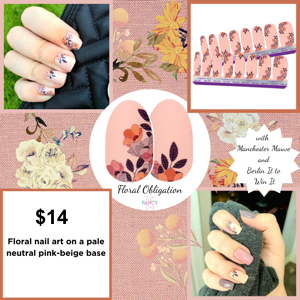 Floral Obligation
FANCY
with
Manchester Mauve
and
Berlin It to
Win It
$14
Floral nail art on a pale
neutral pink-beige base